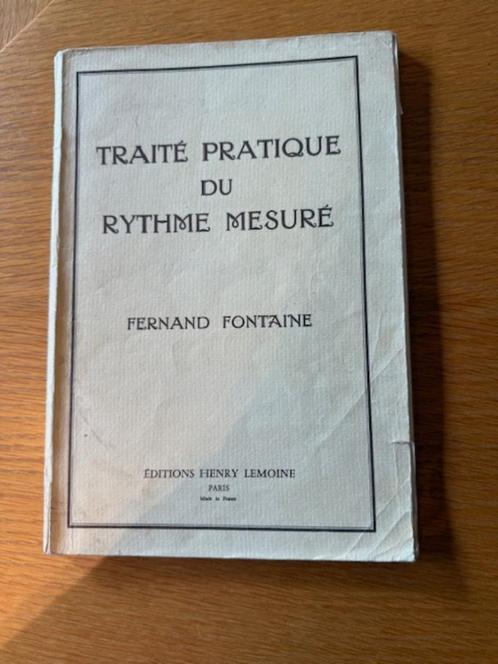 TRAITÉ PRATIQUE
DU
RYTHME MESURÉ
FERNAND FONTAINE
ÉDITIONS HENRY LEMOINE
PARIS
Made in France